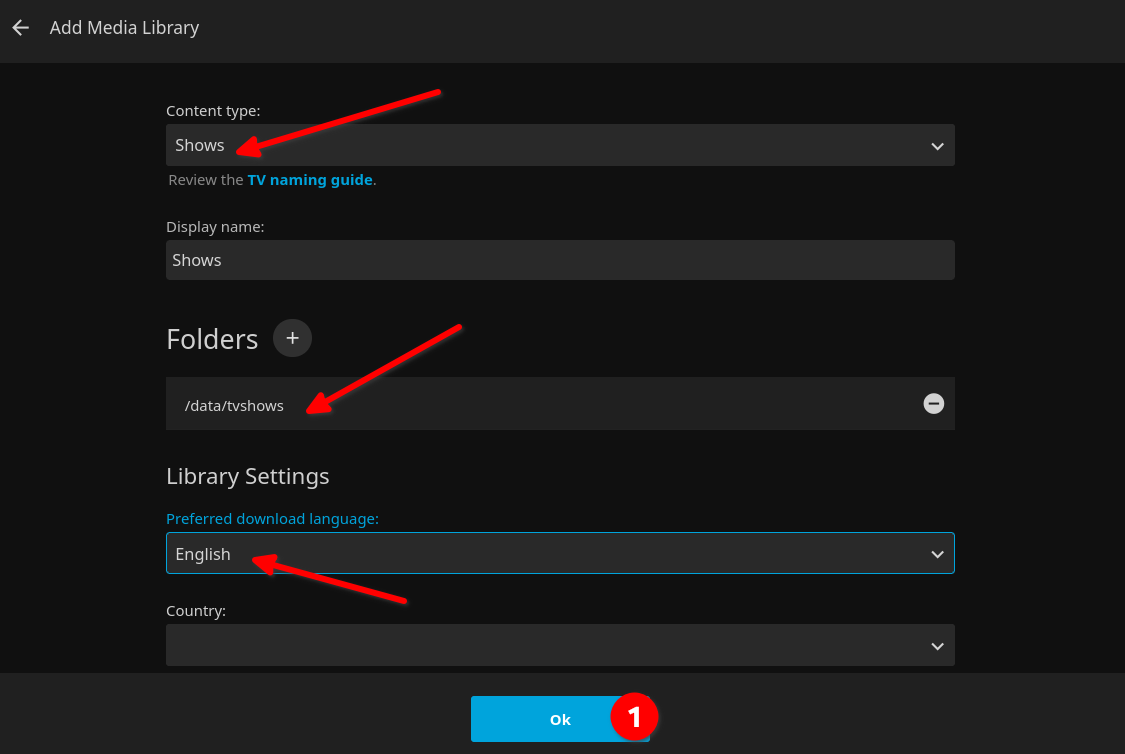 Add Media Library
Content type:
Shows
Review the TV naming guide.
Display name:
Shows
Folders
/data/tvshows
Library Settings
Preferred download language:
English
Country:
Ok
1